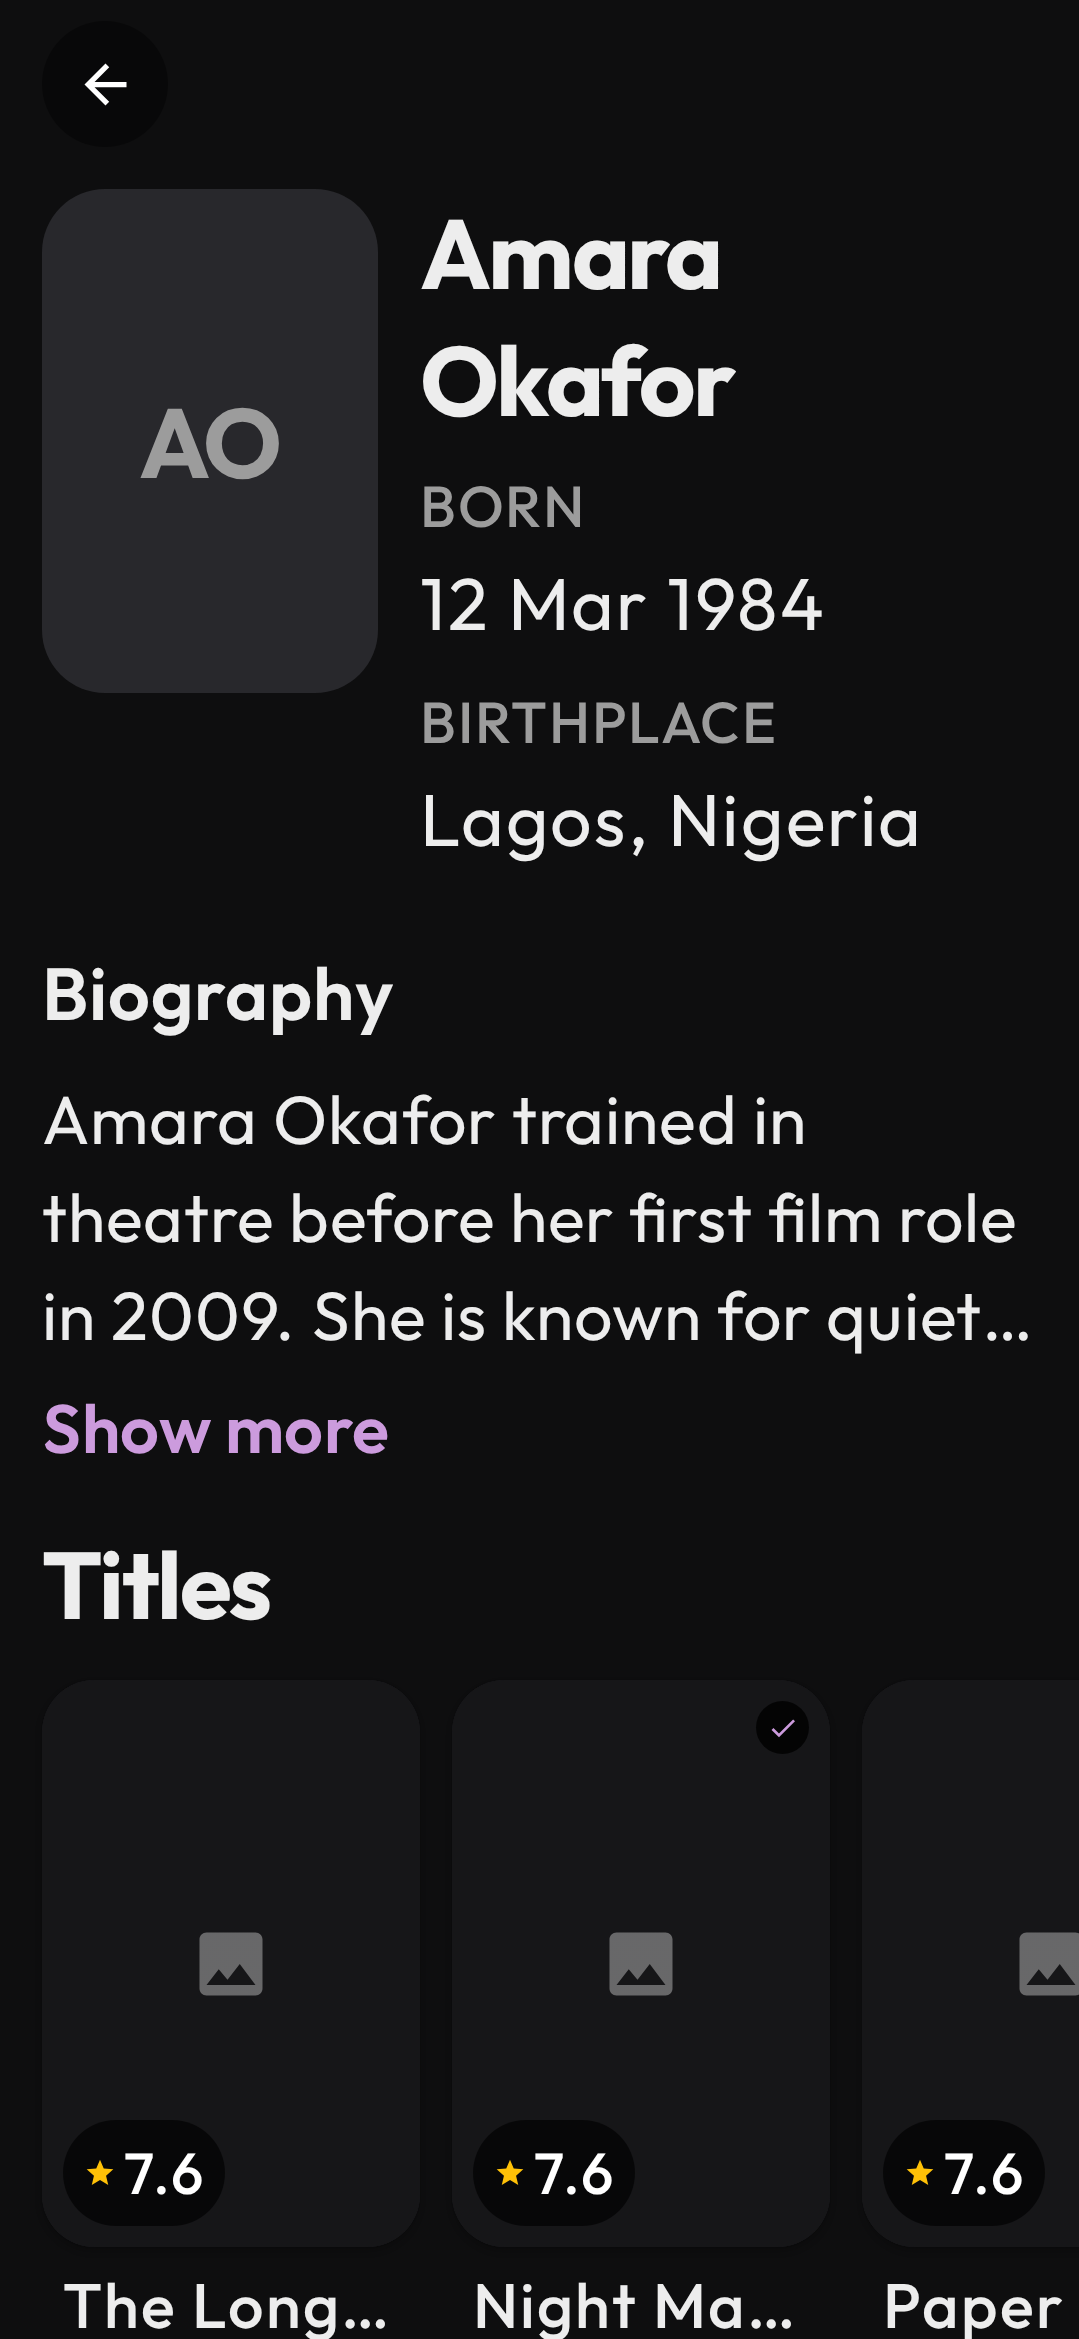 Amara
Okafor
AO
BORN
12 Mar 1984
BIRTHPLACE
Lagos, Nigeria
Biography
Amara Okafor trained in
theatre before her first film role
in 2009. She is known for quiet...
Show more
Titles
7.6
7.6
7.6
The Long...
Night Ma...
Paper